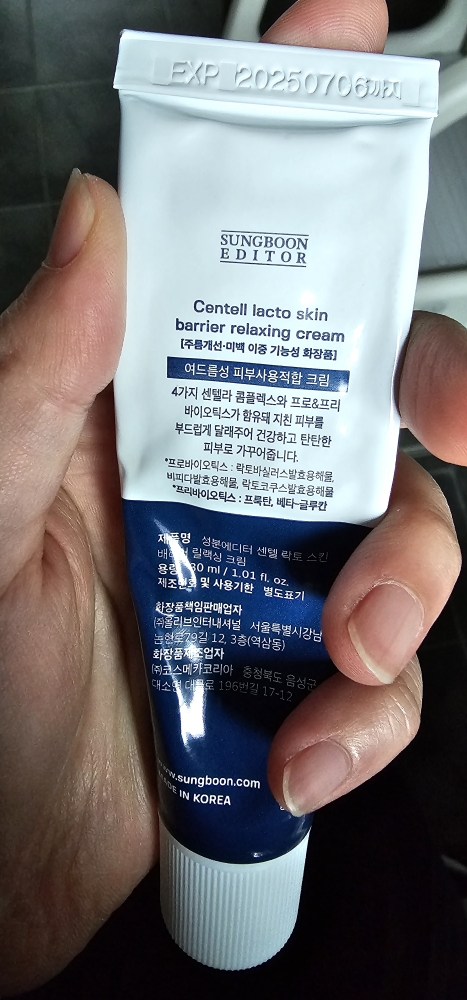 EXP 20250706까지
SUNGBOON
EDITOR
Centell lacto skin
barrier relaxing cream
[주름개선·미백 이중 기능성 화장품]
여드름성 피부사용적합 크림
4가지 센텔라 콤플렉스와 프로&프리
바이오틱스가 함유돼 지친 피부를
부드럽게 달래주어 건강하고 탄탄한
피부로 가꾸어줍니다.
*프로바이오틱스 : 락토바실러스발효용해물,
비피다발효용해물, 락토코쿠스발효용해물
*프리바이오틱스 : 프룩탄, 베타-글루칸
제품명 성분에디터 센텔 락토 스킨
배리어 릴랙싱 크림
용량 30 ml / 1.01 fl. oz.
제조번호 및 사용기한 별도표기
화장품책임판매업자
㈜올리브인터내셔널 서울특별시강남
논현로79길 12, 3층(역삼동)
화장품제조업자
㈜코스메카코리아 충청북도 음성군
대소면 196번길 17-12
www.sungboon.com
MADE IN KOREA